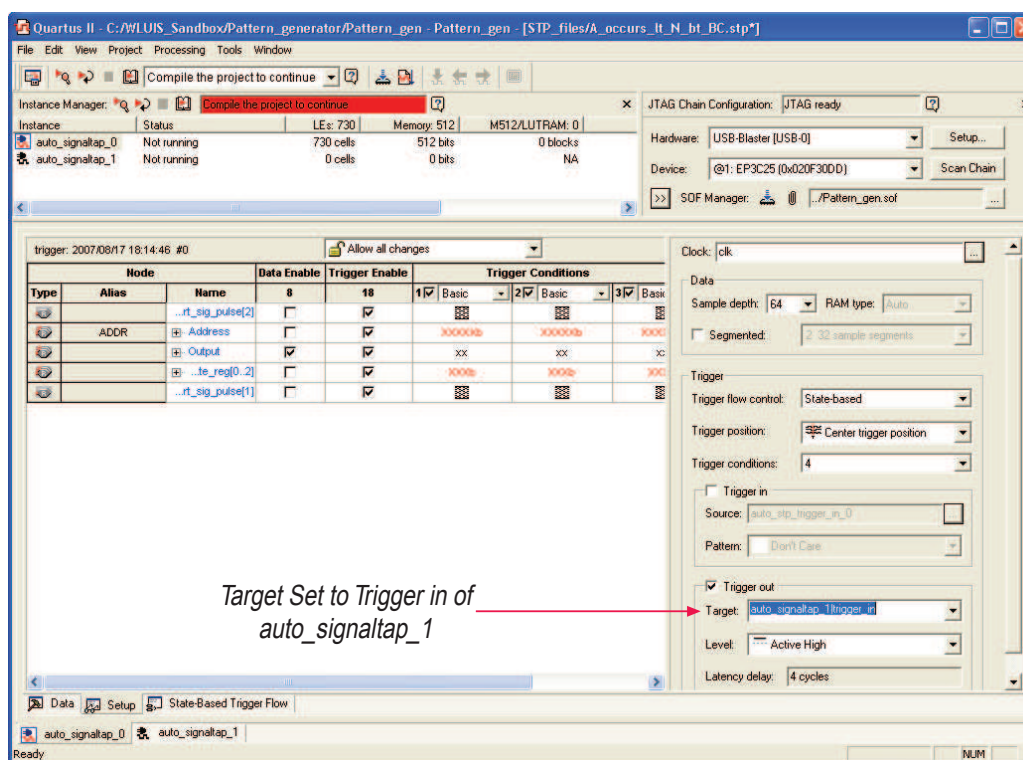 Quartus II - C:/WLUIS_Sandbox/Pattern_generator/Pattern_gen - Pattern_gen - [STP_files/A_occurs_lt_N_bt_BC.stp*]
File Edit View Project Processing Tools Window
Compile the project to continue
Instance Manager: Compile the project to continue
JTAG Chain Configuration: JTAG ready
Instance Status LEs: 730 Memory: 512 M512/LUTRAM: 0
auto_signaltap_0 Not running 730 cells 512 bits 0 blocks
auto_signaltap_1 Not running 0 cells 0 bits NA
Hardware: USB-Blaster [USB-0] Setup...
Device: @1: EP3C25 (0x020F30DD) Scan Chain
>> SOF Manager: ../Pattern_gen.sof ...
trigger: 2007/08/17 18:14:46 #0 Allow all changes
Node Data Enable Trigger Enable Trigger Conditions
Type Alias Name 8 18 1 Basic 2 Basic 3 Basic
...rt_sig_pulse[2]
ADDR Address XXXXXXb XXXXXXb
Output XX XX
...te_reg[0..2] XXXb XXXb
...rt_sig_pulse[1]
Clock: clk ...
Data
Sample depth: 64 RAM type: Auto
Segmented: 2 32 sample segments
Trigger
Trigger flow control: State-based
Trigger position: Center trigger position
Trigger conditions: 4
Trigger in
Source: auto_stp_trigger_in_0
Pattern: Don't Care
Trigger out
Target: auto_signaltap_1|trigger_in
Level: Active High
Latency delay: 4 cycles
Target Set to Trigger in of
auto_signaltap_1
Data Setup State-Based Trigger Flow
auto_signaltap_0 auto_signaltap_1
Ready NUM